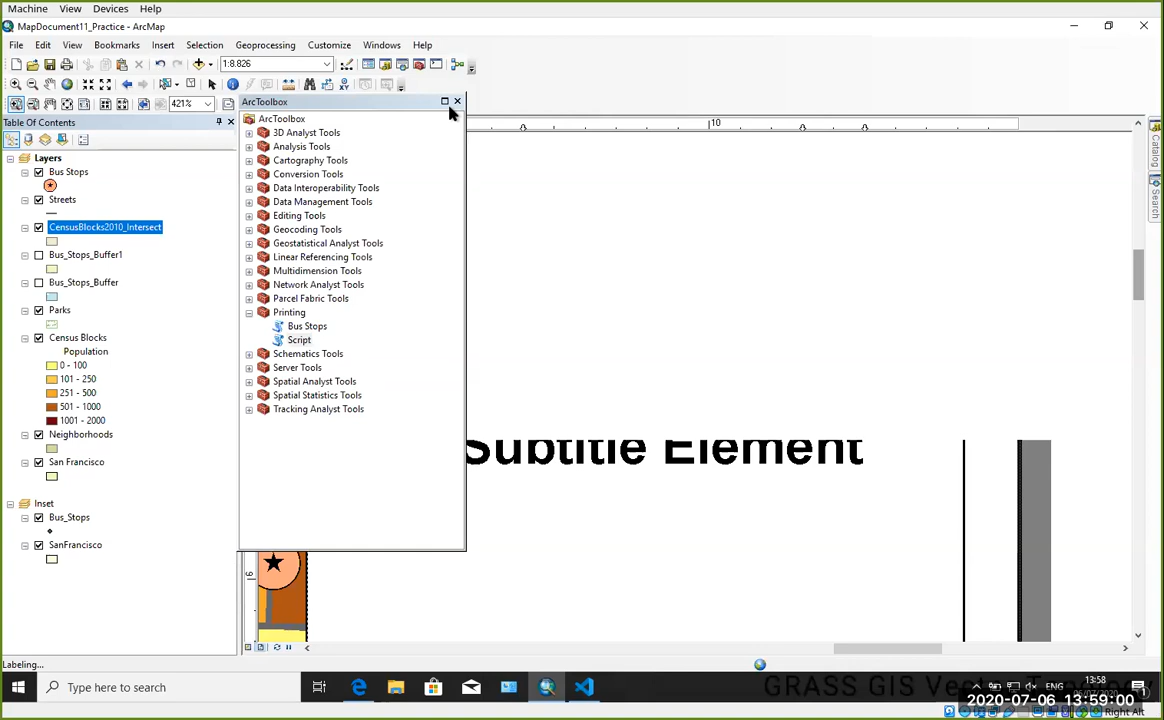 Machine View Devices Help
MapDocument11_Practice - ArcMap
File Edit View Bookmarks Insert Selection Geoprocessing Customize Windows Help
1:8.826
421%
Table Of Contents
Layers
Bus Stops
Streets
CensusBlocks2010_Intersect
Bus_Stops_Buffer1
Bus_Stops_Buffer
Parks
Census Blocks
Population
0 - 100
101 - 250
251 - 500
501 - 1000
1001 - 2000
Neighborhoods
San Francisco
Inset
Bus_Stops
SanFrancisco
ArcToolbox
ArcToolbox
3D Analyst Tools
Analysis Tools
Cartography Tools
Conversion Tools
Data Interoperability Tools
Data Management Tools
Editing Tools
Geocoding Tools
Geostatistical Analyst Tools
Linear Referencing Tools
Multidimension Tools
Network Analyst Tools
Parcel Fabric Tools
Printing
Bus Stops
Script
Schematics Tools
Server Tools
Spatial Analyst Tools
Spatial Statistics Tools
Tracking Analyst Tools
10
Subtitle Element
Catalog
Search
Labeling...
Type here to search
ENG
13:58
GRASS GIS
2020-07-06 13:59:00
Right Alt